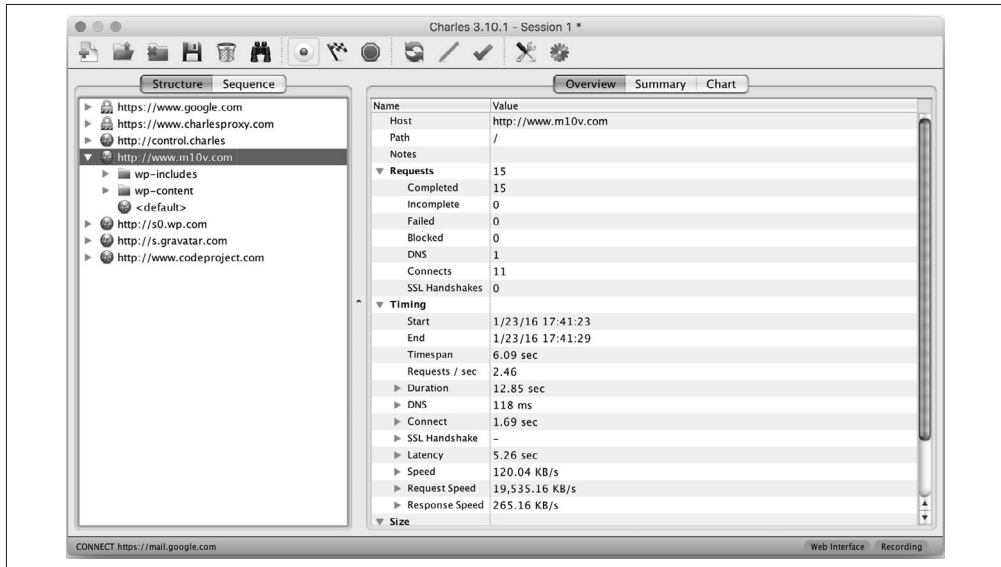 Charles 3.10.1 - Session 1 *
Structure Sequence
https://www.google.com
https://www.charlesproxy.com
http://control.charles
http://www.m10v.com
wp-includes
wp-content
<default>
http://s0.wp.com
http://s.gravatar.com
http://www.codeproject.com
Overview Summary Chart
Name Value
Host http://www.m10v.com
Path /
Notes
Requests 15
Completed 15
Incomplete 0
Failed 0
Blocked 0
DNS 1
Connects 11
SSL Handshakes 0
Timing
Start 1/23/16 17:41:23
End 1/23/16 17:41:29
Timespan 6.09 sec
Requests / sec 2.46
Duration 12.85 sec
DNS 118 ms
Connect 1.69 sec
SSL Handshake -
Latency 5.26 sec
Speed 120.04 KB/s
Request Speed 19,535.16 KB/s
Response Speed 265.16 KB/s
Size
CONNECT https://mail.google.com
Web Interface Recording